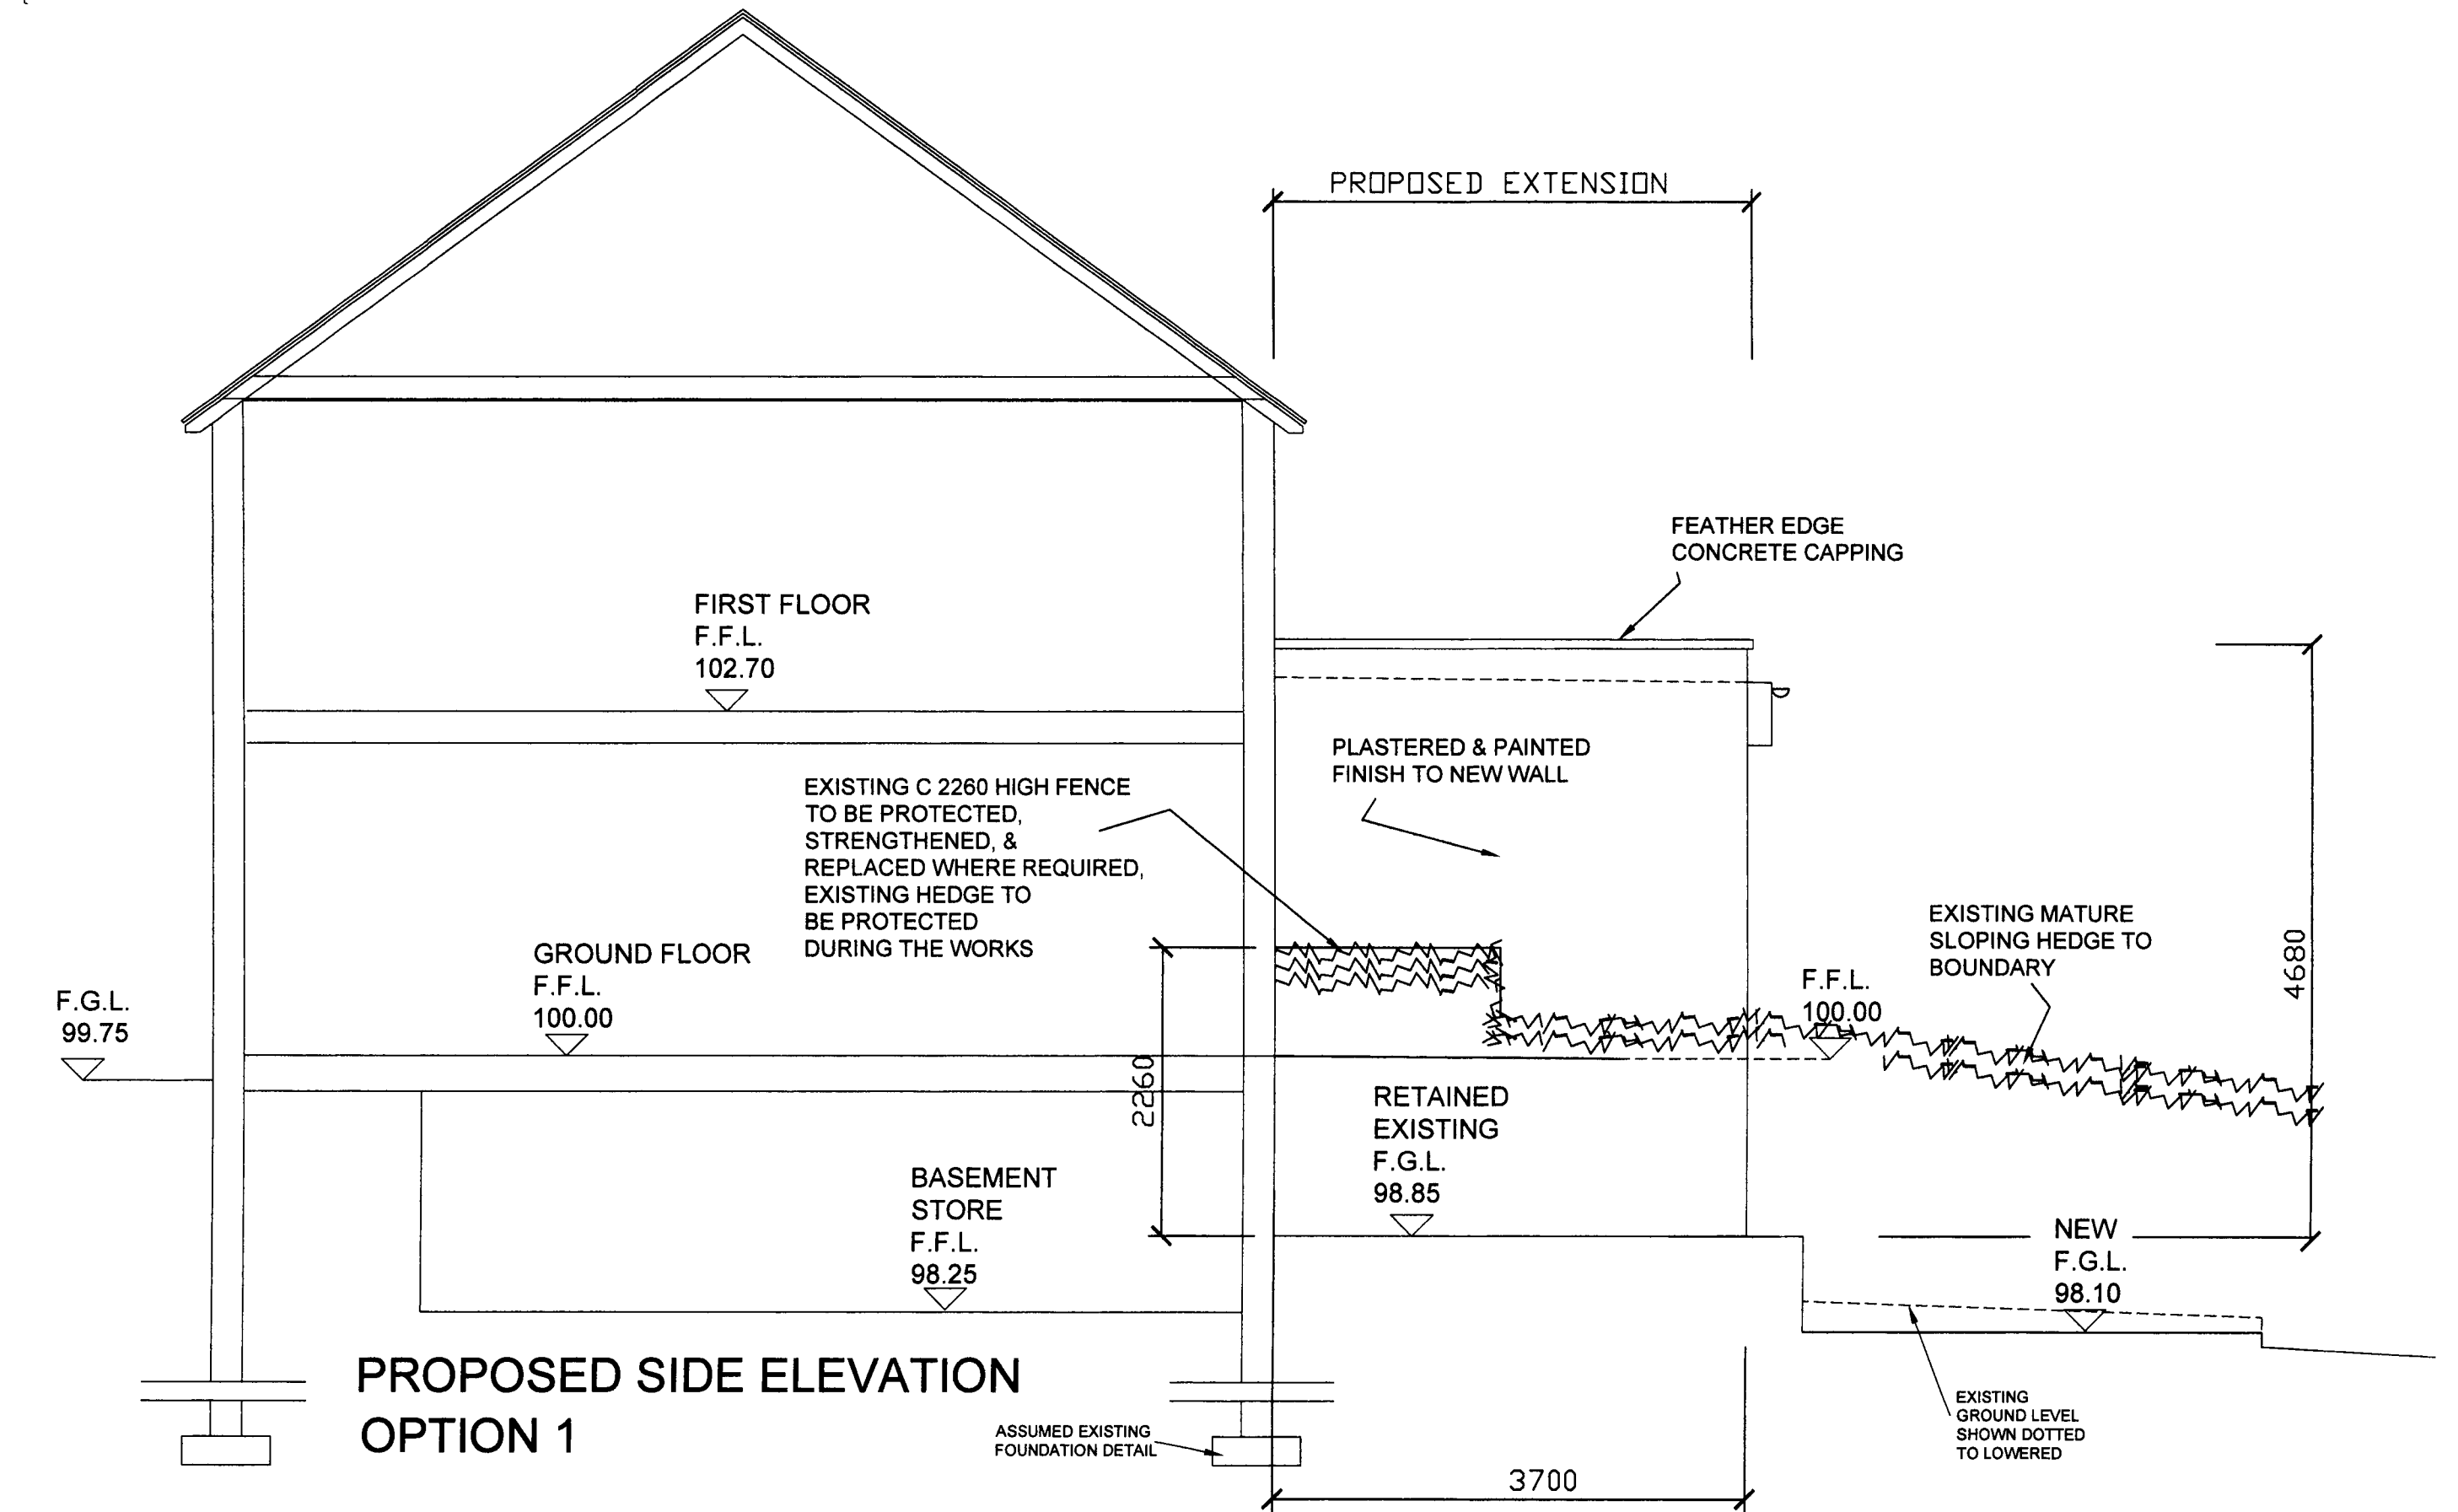 PROPOSED EXTENSION
FEATHER EDGE
CONCRETE CAPPING
FIRST FLOOR
F.F.L.
102.70
PLASTERED & PAINTED
FINISH TO NEW WALL
EXISTING C 2260 HIGH FENCE
TO BE PROTECTED,
STRENGTHENED, &
REPLACED WHERE REQUIRED,
EXISTING HEDGE TO
BE PROTECTED
DURING THE WORKS
EXISTING MATURE
SLOPING HEDGE TO
BOUNDARY
4680
GROUND FLOOR
F.F.L.
100.00
F.F.L.
100.00
F.G.L.
99.75
2260
RETAINED
EXISTING
F.G.L.
98.85
BASEMENT
STORE
F.F.L.
98.25
NEW
F.G.L.
98.10
PROPOSED SIDE ELEVATION
OPTION 1
ASSUMED EXISTING
FOUNDATION DETAIL
EXISTING
GROUND LEVEL
SHOWN DOTTED
TO LOWERED
3700